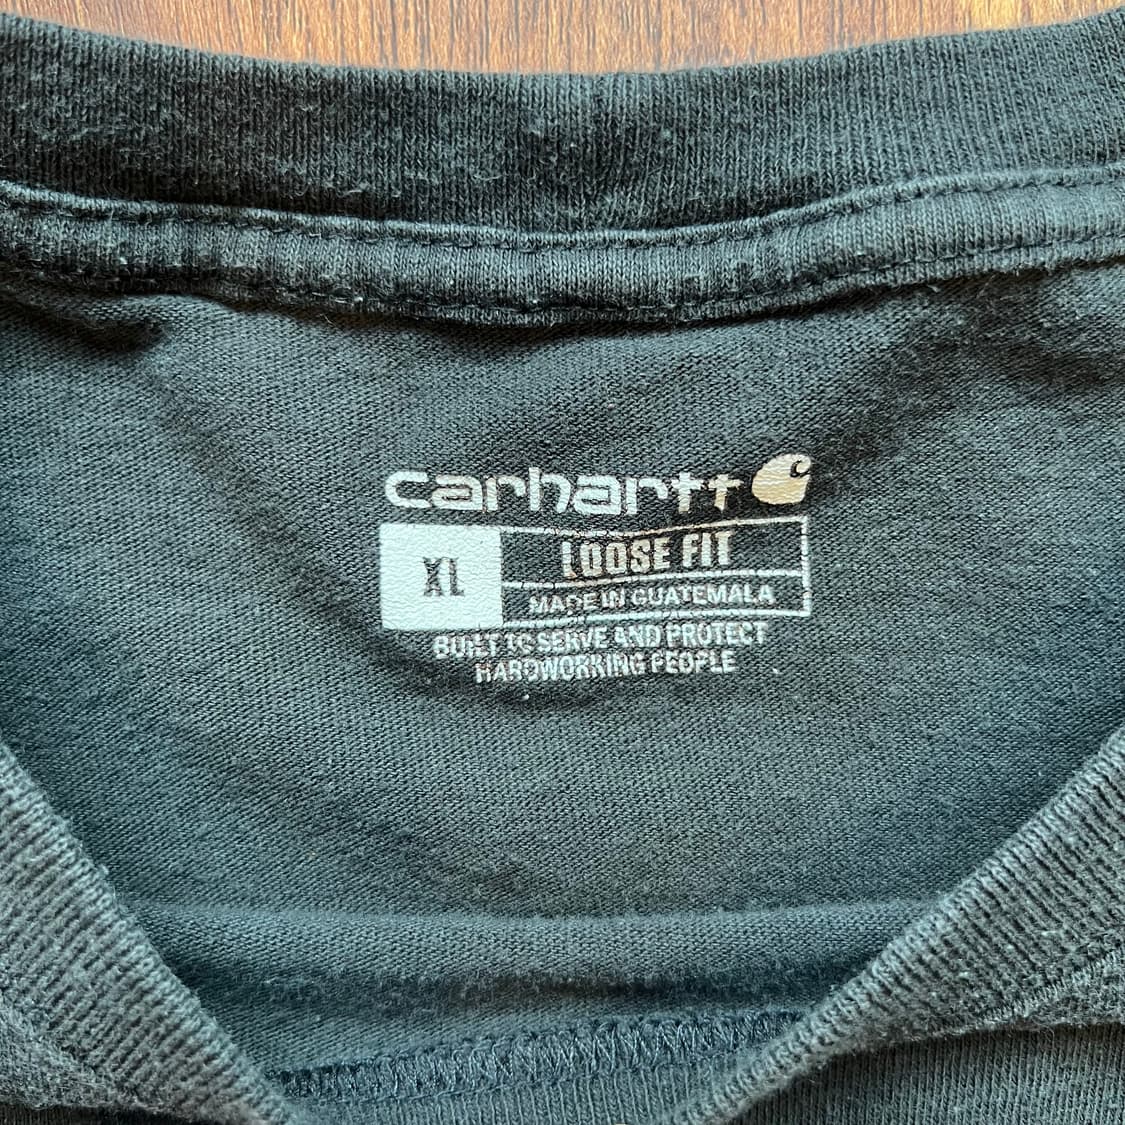 carhartt
XL
LOOSE FIT
MADE IN GUATEMALA
BUILT TO SERVE AND PROTECT
HARDWORKING PEOPLE